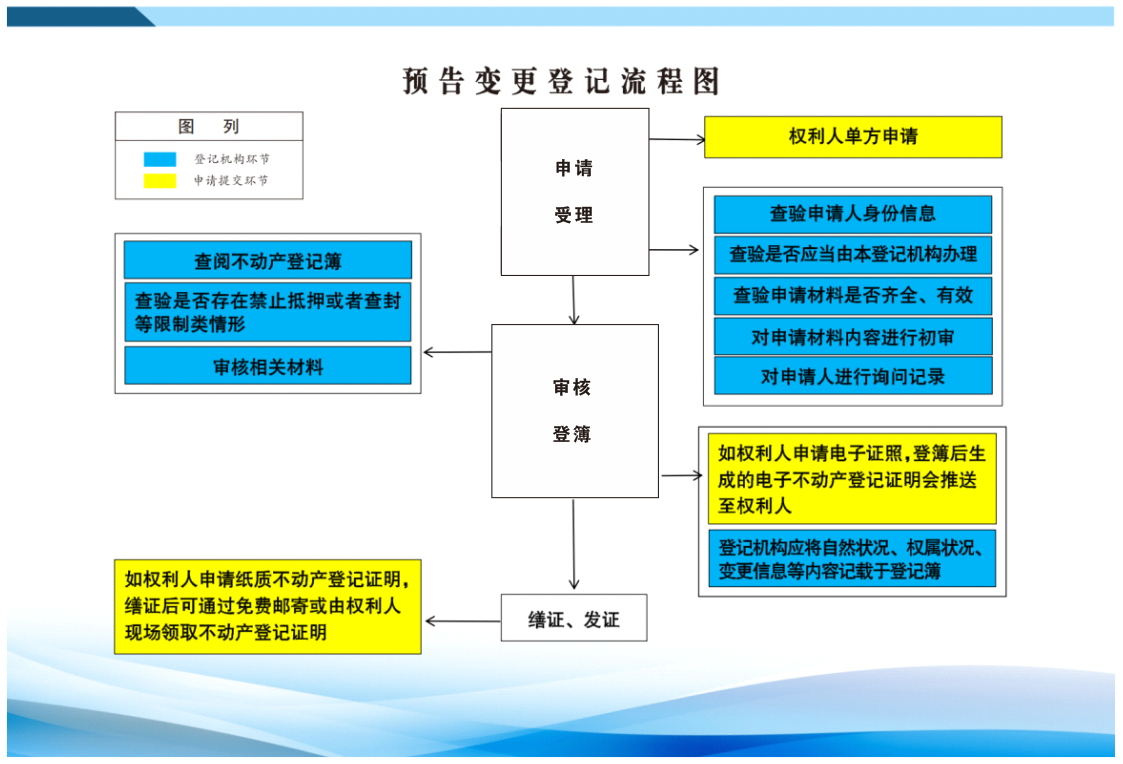 预告变更登记流程图
图 列
登记机构环节
申请提交环节
申请
受理
权利人单方申请
查验申请人身份信息
查验是否应当由本登记机构办理
查验申请材料是否齐全、有效
对申请材料内容进行初审
对申请人进行询问记录
查阅不动产登记簿
查验是否存在禁止抵押或者查封
等限制类情形
审核相关材料
审核
登簿
如权利人申请电子证照,登簿后生
成的电子不动产登记证明会推送
至权利人
登记机构应将自然状况、权属状况、
变更信息等内容记载于登记簿
如权利人申请纸质不动产登记证明,
缮证后可通过免费邮寄或由权利人
现场领取不动产登记证明
缮证、发证